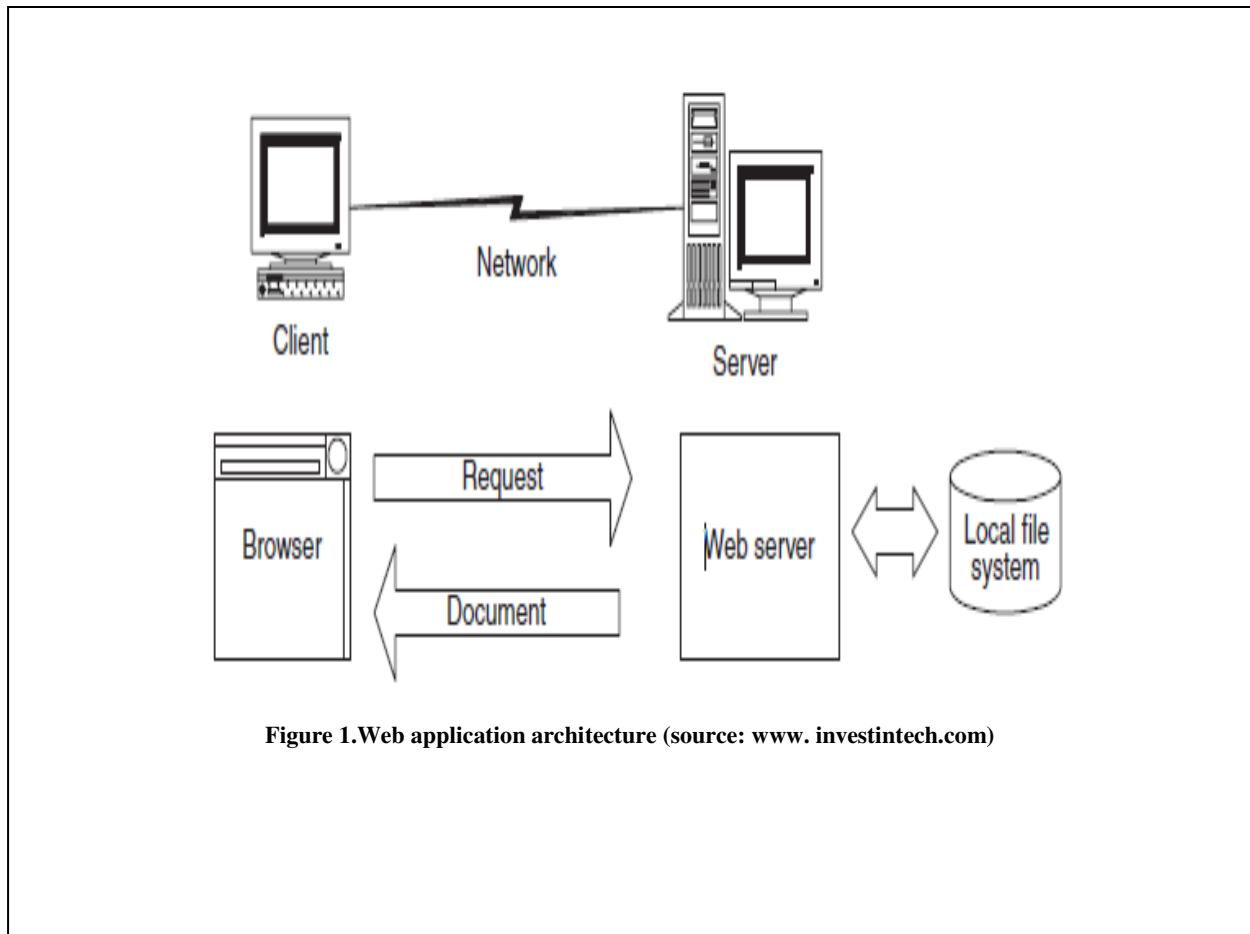 Network
Client
Server
Request
Browser
Web server
Local file
system
Document
Figure 1.Web application architecture (source: www. investintech.com)